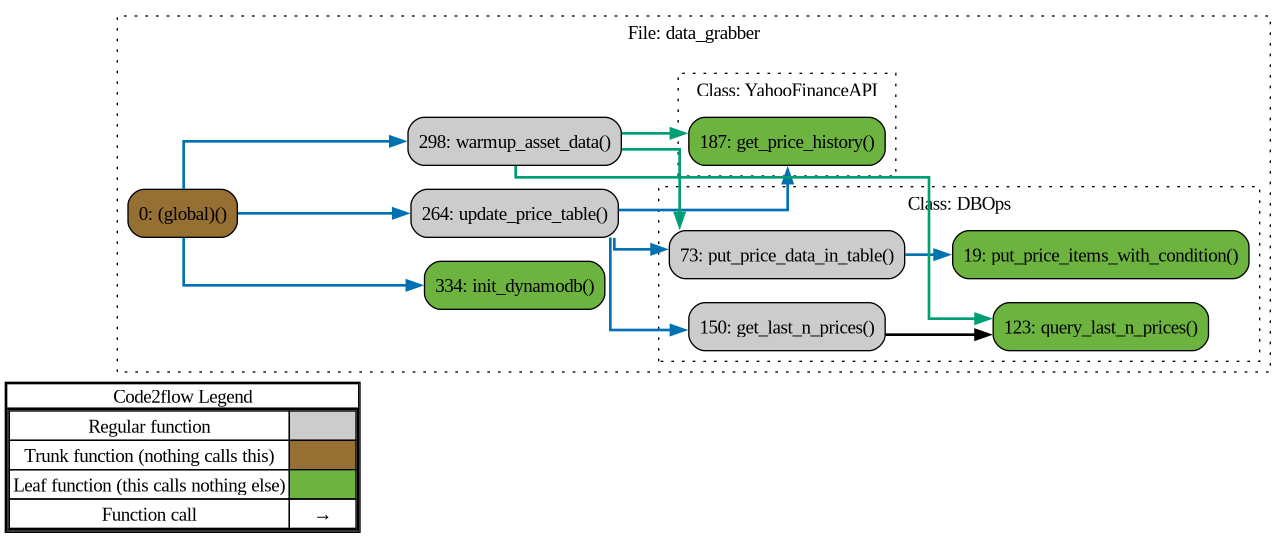 File: data_grabber
Class: YahooFinanceAPI
298: warmup_asset_data()
187: get_price_history()
0: (global)()
264: update_price_table()
Class: DBOps
73: put_price_data_in_table()
19: put_price_items_with_condition()
334: init_dynamodb()
150: get_last_n_prices()
123: query_last_n_prices()
Code2flow Legend
Regular function
Trunk function (nothing calls this)
Leaf function (this calls nothing else)
Function call →